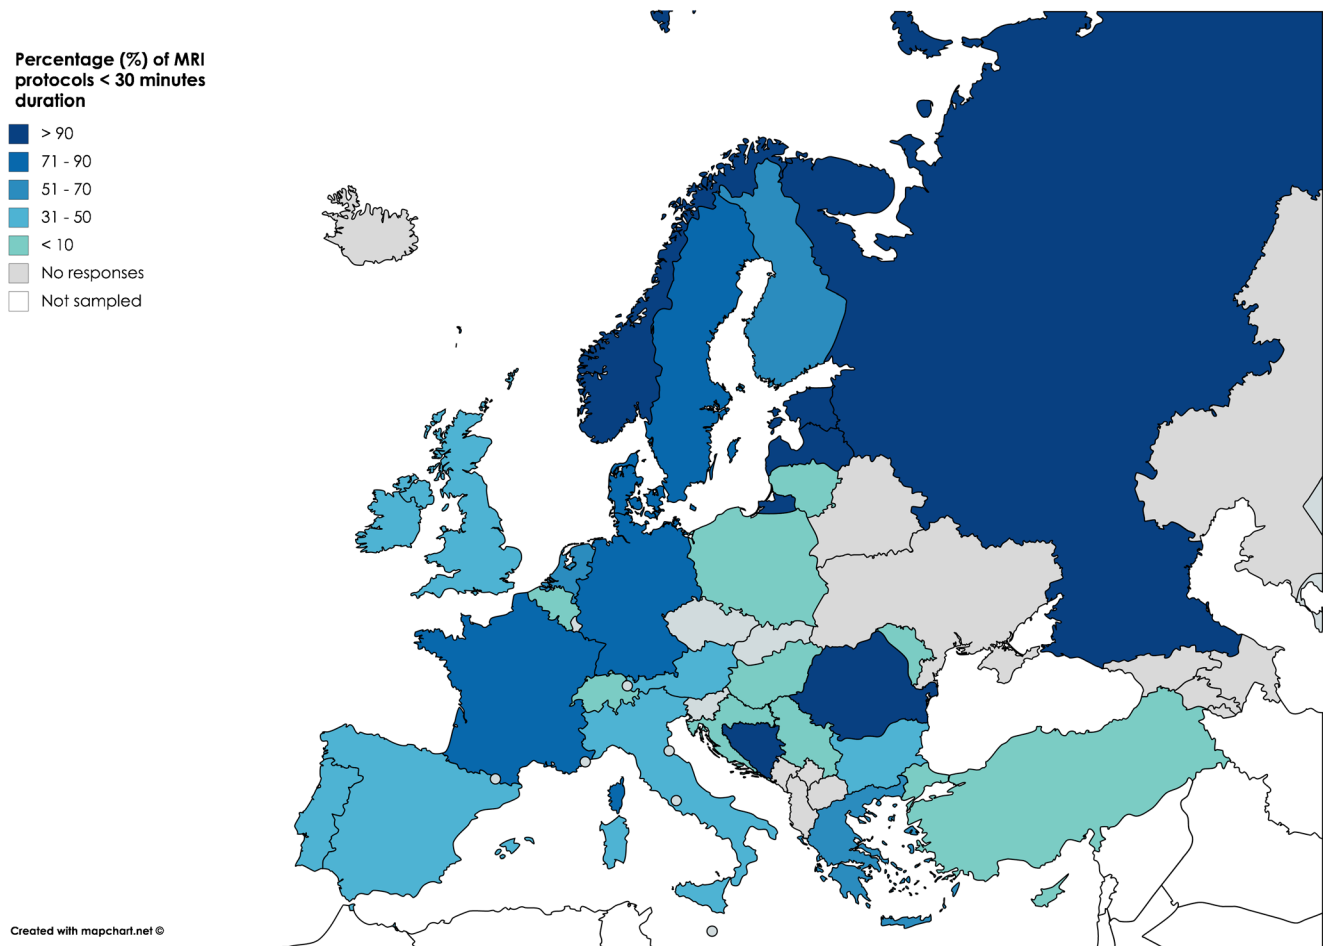 Percentage (%) of MRI
protocols < 30 minutes
duration
> 90
71 - 90
51 - 70
31 - 50
< 10
No responses
Not sampled
Created with mapchart.net ©